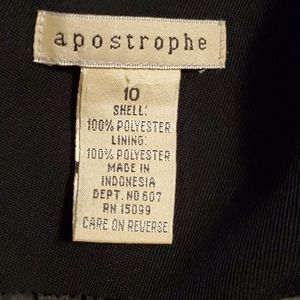 apostrophe
10
SHELL:
100% POLYESTER
LINING:
100% POLYESTER
MADE IN
INDONESIA
DEPT. NO 607
RN 15099
CARE ON REVERSE